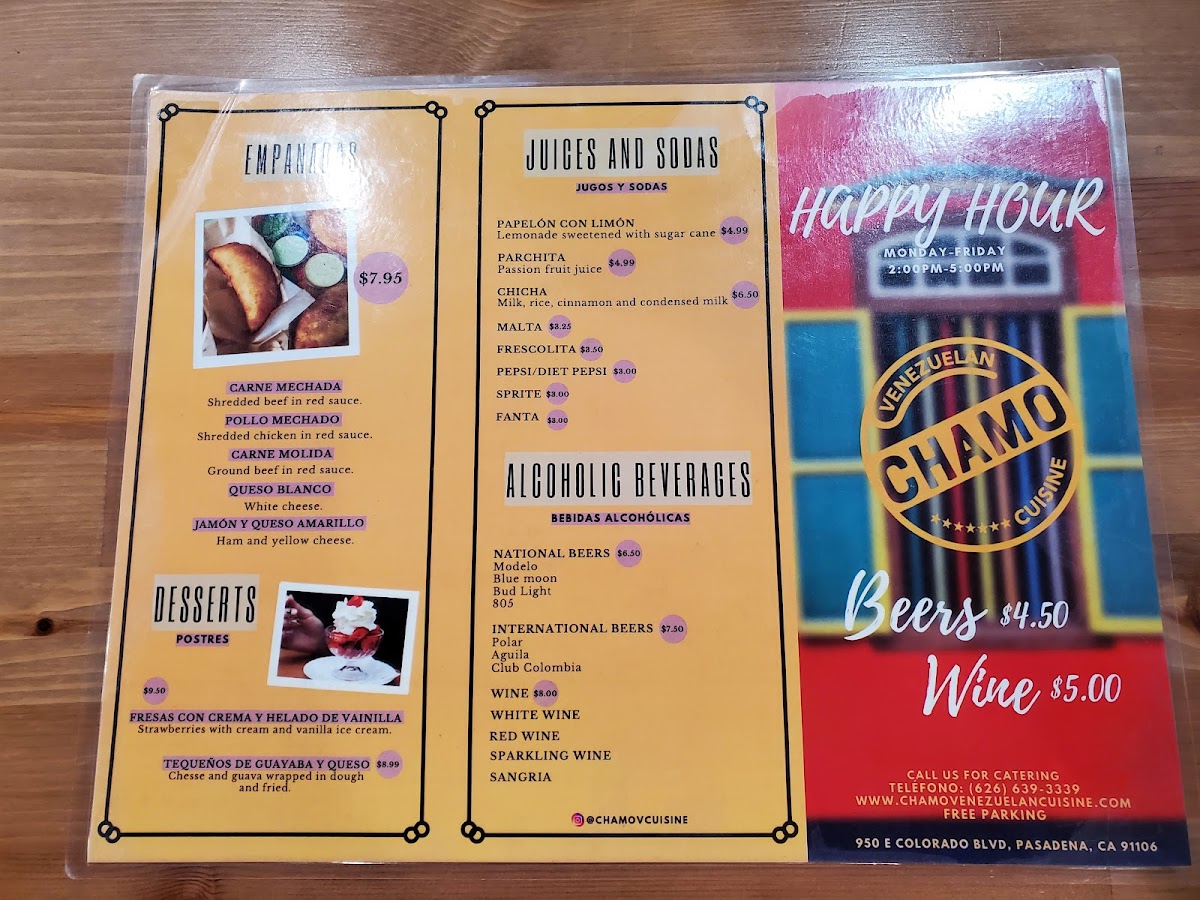 EMPANADAS
$7.95
CARNE MECHADA
Shredded beef in red sauce.
POLLO MECHADO
Shredded chicken in red sauce.
CARNE MOLIDA
Ground beef in red sauce.
QUESO BLANCO
White cheese.
JAMÓN Y QUESO AMARILLO
Ham and yellow cheese.
DESSERTS
POSTRES
$9.50
FRESAS CON CREMA Y HELADO DE VAINILLA
Strawberries with cream and vanilla ice cream.
TEQUEÑOS DE GUAYABA Y QUESO $8.99
Chesse and guava wrapped in dough
and fried.
JUICES AND SODAS
JUGOS Y SODAS
PAPELÓN CON LIMÓN
Lemonade sweetened with sugar cane $4.99
PARCHITA
Passion fruit juice $4.99
CHICHA
Milk, rice, cinnamon and condensed milk $6.50
MALTA $3.25
FRESCOLITA $3.50
PEPSI/DIET PEPSI $3.00
SPRITE $3.00
FANTA $3.00
ALCOHOLIC BEVERAGES
BEBIDAS ALCOHÓLICAS
NATIONAL BEERS $6.50
Modelo
Blue moon
Bud Light
805
INTERNATIONAL BEERS $7.50
Polar
Aguila
Club Colombia
WINE $8.00
WHITE WINE
RED WINE
SPARKLING WINE
SANGRIA
@CHAMOVCUISINE
HAPPY HOUR
MONDAY-FRIDAY
2:00PM-5:00PM
VENEZUELAN
CHAMO
CUISINE
Beers $4.50
Wine $5.00
CALL US FOR CATERING
TELÉFONO: (626) 639-3339
WWW.CHAMOVENEZUELANCUISINE.COM
FREE PARKING
950 E COLORADO BLVD, PASADENA, CA 91106